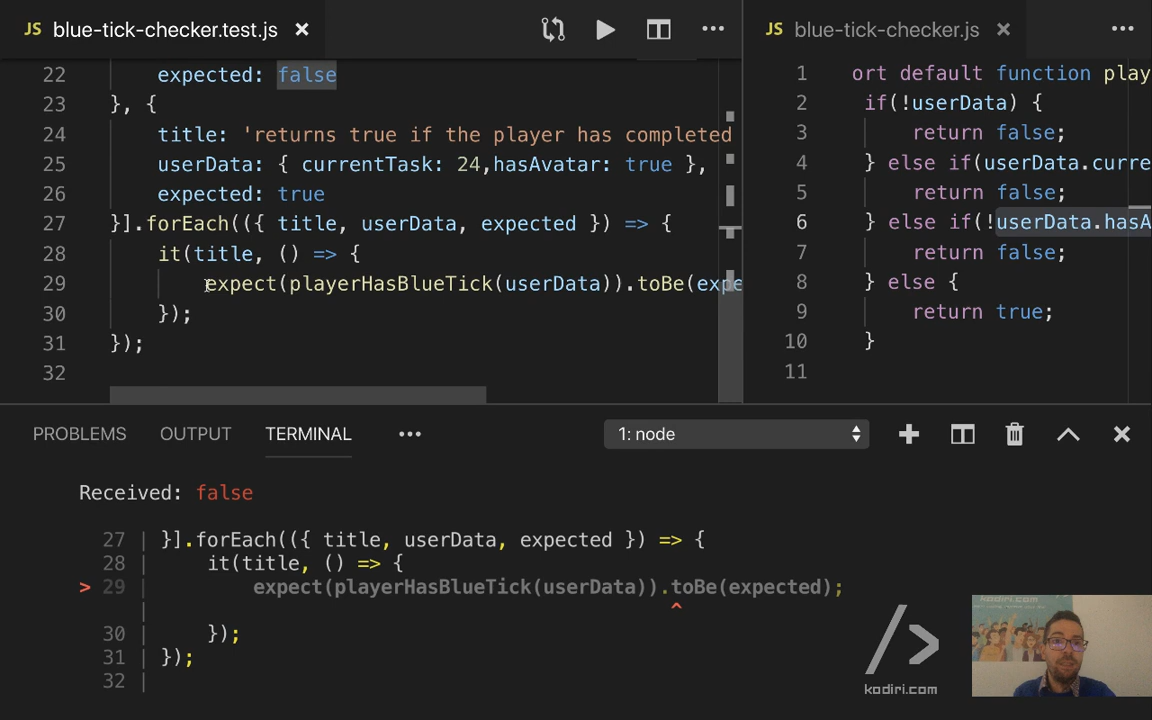 JS blue-tick-checker.test.js
22 expected: false
23 }, {
24 title: 'returns true if the player has completed
25 userData: { currentTask: 24,hasAvatar: true },
26 expected: true
27 }].forEach(({ title, userData, expected }) => {
28 it(title, () => {
29 expect(playerHasBlueTick(userData)).toBe(expe
30 });
31 });
32
JS blue-tick-checker.js
1 ort default function play
2 if(!userData) {
3 return false;
4 } else if(userData.curre
5 return false;
6 } else if(!userData.hasA
7 return false;
8 } else {
9 return true;
10 }
11
PROBLEMS OUTPUT TERMINAL 1: node
Received: false
27 | }].forEach(({ title, userData, expected }) => {
28 | it(title, () => {
> 29 | expect(playerHasBlueTick(userData)).toBe(expected);
| ^
30 | });
31 | });
32 |
/>
kodiri.com